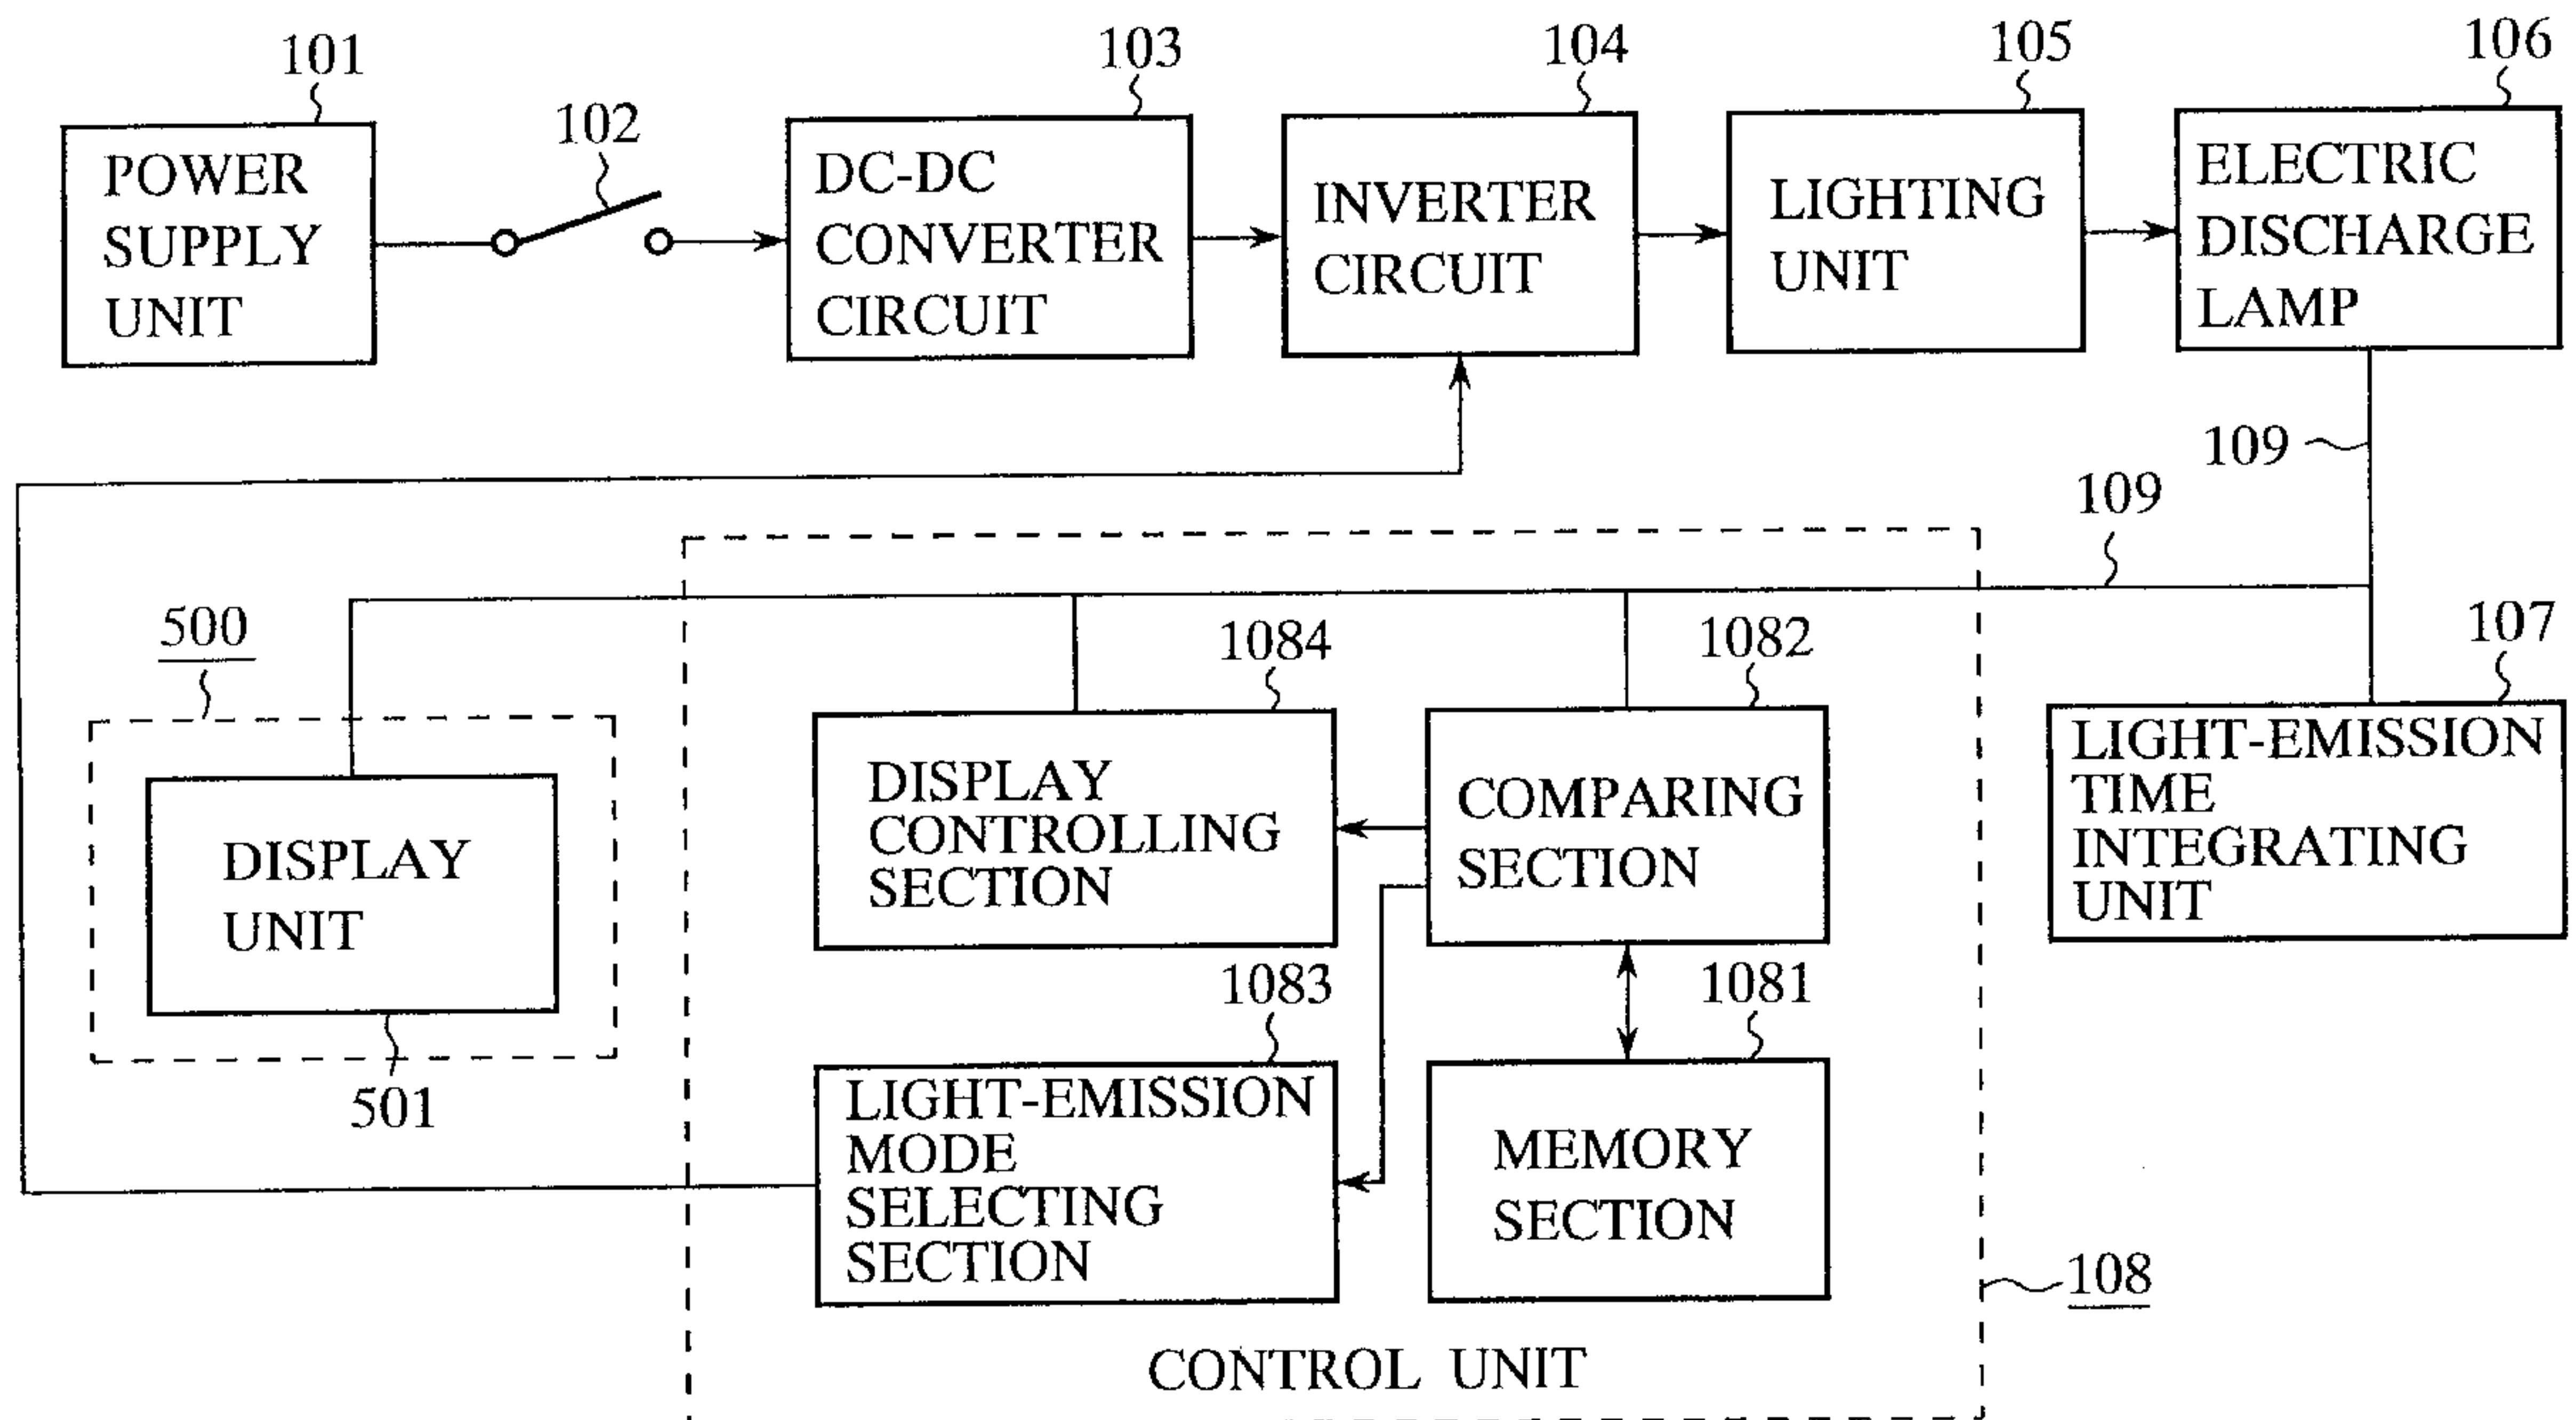 101
102
103
104
105
106
POWER
SUPPLY
UNIT
DC-DC
CONVERTER
CIRCUIT
INVERTER
CIRCUIT
LIGHTING
UNIT
ELECTRIC
DISCHARGE
LAMP
109
109
500
1084
1082
107
DISPLAY
UNIT
501
DISPLAY
CONTROLLING
SECTION
COMPARING
SECTION
LIGHT-EMISSION
TIME
INTEGRATING
UNIT
1083
1081
LIGHT-EMISSION
MODE
SELECTING
SECTION
MEMORY
SECTION
108
CONTROL UNIT